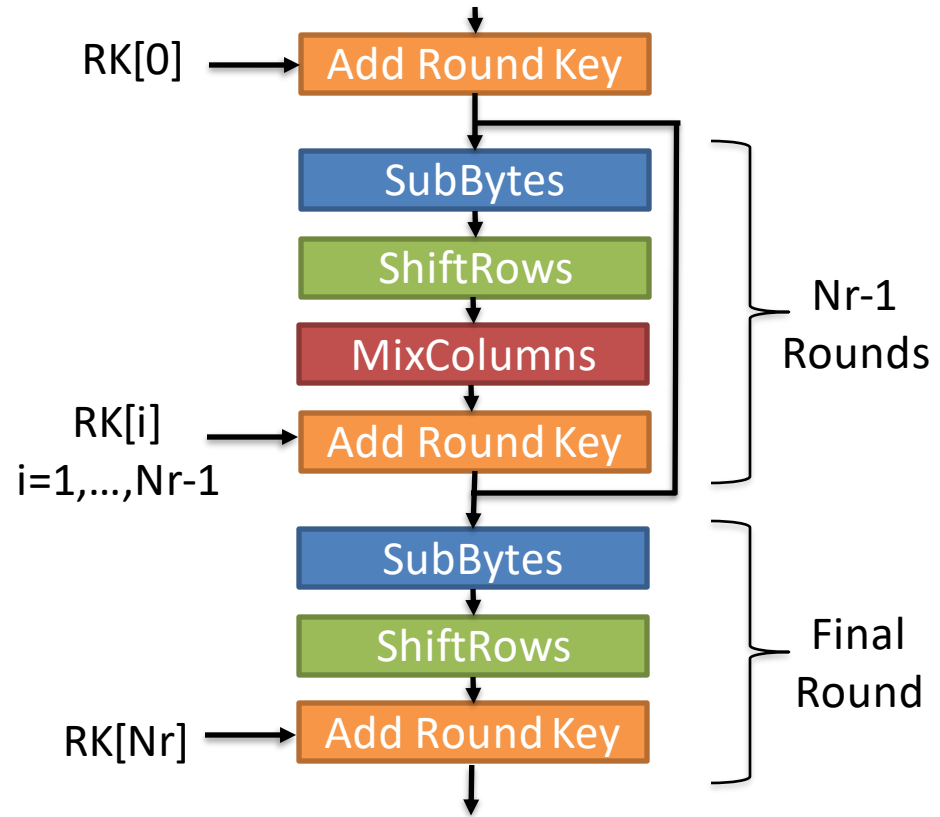 RK[0]
Add Round Key
SubBytes
ShiftRows
MixColumns
Nr-1
Rounds
RK[i]
i=1,...,Nr-1
Add Round Key
SubBytes
ShiftRows
Final
Round
RK[Nr]
Add Round Key